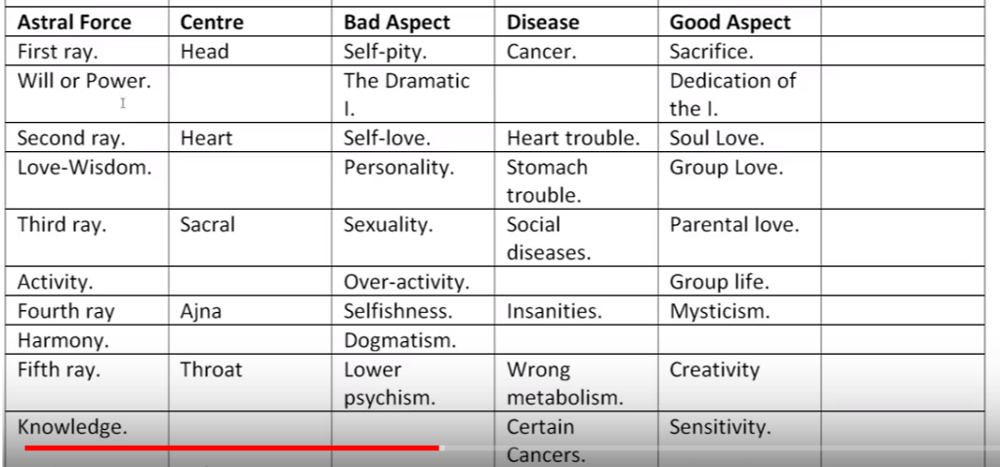 Astral Force Centre Bad Aspect Disease Good Aspect
First ray. Head Self-pity. Cancer. Sacrifice.
Will or Power. The Dramatic Dedication of
I. the I.
Second ray. Heart Self-love. Heart trouble. Soul Love.
Love-Wisdom. Personality. Stomach Group Love.
trouble.
Third ray. Sacral Sexuality. Social Parental love.
diseases.
Activity. Over-activity. Group life.
Fourth ray Ajna Selfishness. Insanities. Mysticism.
Harmony. Dogmatism.
Fifth ray. Throat Lower Wrong Creativity
psychism. metabolism.
Knowledge. Certain Sensitivity.
Cancers.